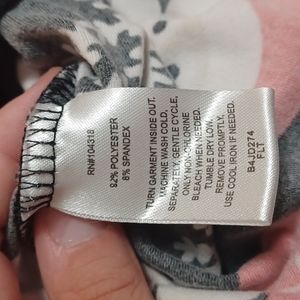 RN#104318
92% POLYESTER
8% SPANDEX
TURN GARMENT INSIDE OUT.
MACHINE WASH COLD,
SEPARATELY, GENTLE CYCLE,
ONLY NON-CHLORINE
BLEACH WHEN NEEDED.
TUMBLE DRY LOW.
REMOVE PROMPTLY.
USE COOL IRON IF NEEDED.
B4JD274
FLT